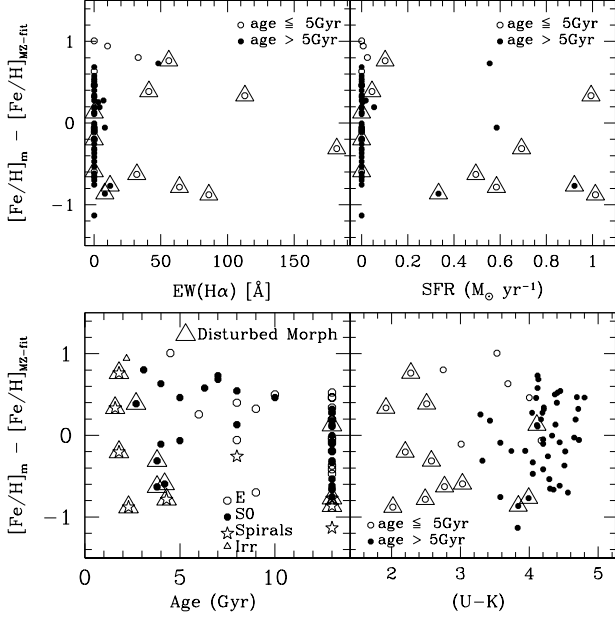 [Fe/H]m − [Fe/H]MZ-fit
1
0
−1
age ≦ 5Gyr
age > 5Gyr
age ≦ 5Gyr
age > 5Gyr
0 50 100 150
EW(Hα) [Å]
0 0.2 0.4 0.6 0.8 1
SFR (M⊙ yr⁻¹)
[Fe/H]m − [Fe/H]MZ-fit
1
0
−1
Disturbed Morph
E
S0
Spirals
Irr
age ≦ 5Gyr
age > 5Gyr
0 5 10
Age (Gyr)
2 3 4 5
(U−K)